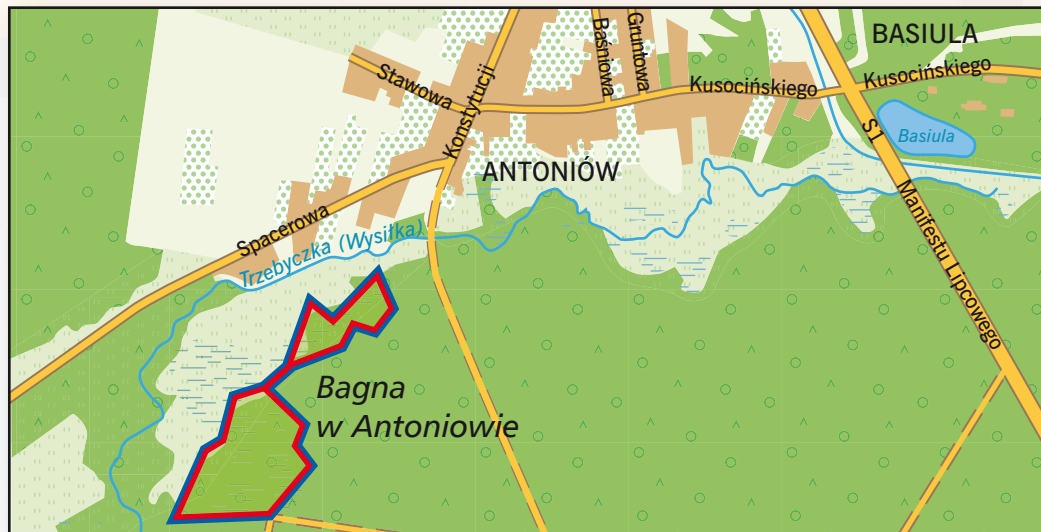 BASIULA
Stawowa
Konstytucji
Baśniowa
Gruntowa
Kusocińskiego
Kusocińskiego
S1
Basiula
ANTONIÓW
Manifestu Lipcowego
Spacerowa
Trzebyczka (Wysiłka)
Bagna
w Antoniowie